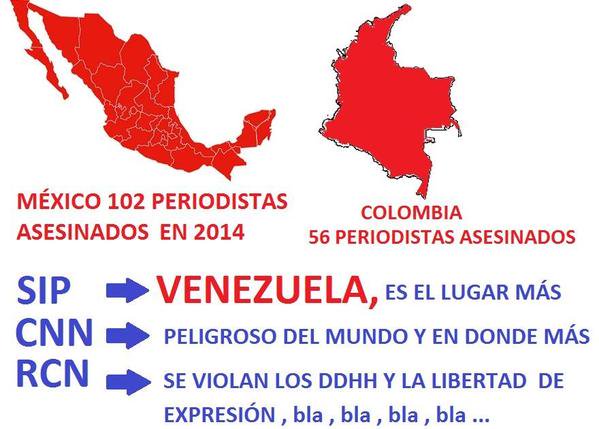 MÉXICO 102 PERIODISTAS
ASESINADOS EN 2014
COLOMBIA
56 PERIODISTAS ASESINADOS
SIP VENEZUELA, ES EL LUGAR MÁS
CNN PELIGROSO DEL MUNDO Y EN DONDE MÁS
RCN SE VIOLAN LOS DDHH Y LA LIBERTAD DE
EXPRESIÓN , bla , bla , bla , bla ...